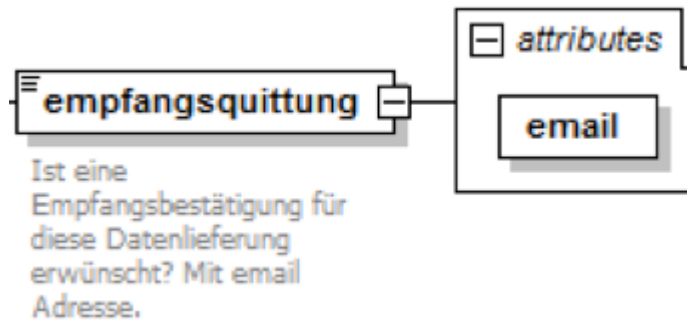 attributes
empfangsquittung
email
Ist eine
Empfangsbestätigung für
diese Datenlieferung
erwünscht? Mit email
Adresse.